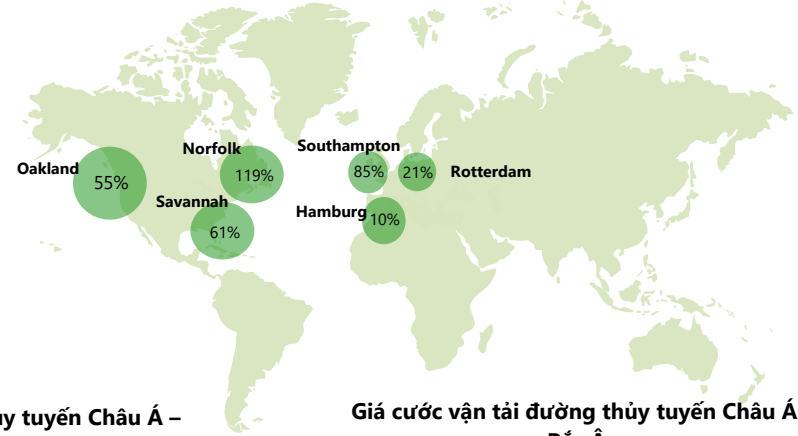 Norfolk
Southampton
Oakland
55%
119%
85%
21%
Rotterdam
Savannah
Hamburg
10%
61%
tuyến Châu Á –
Giá cước vận tải đường thủy tuyến Châu Á